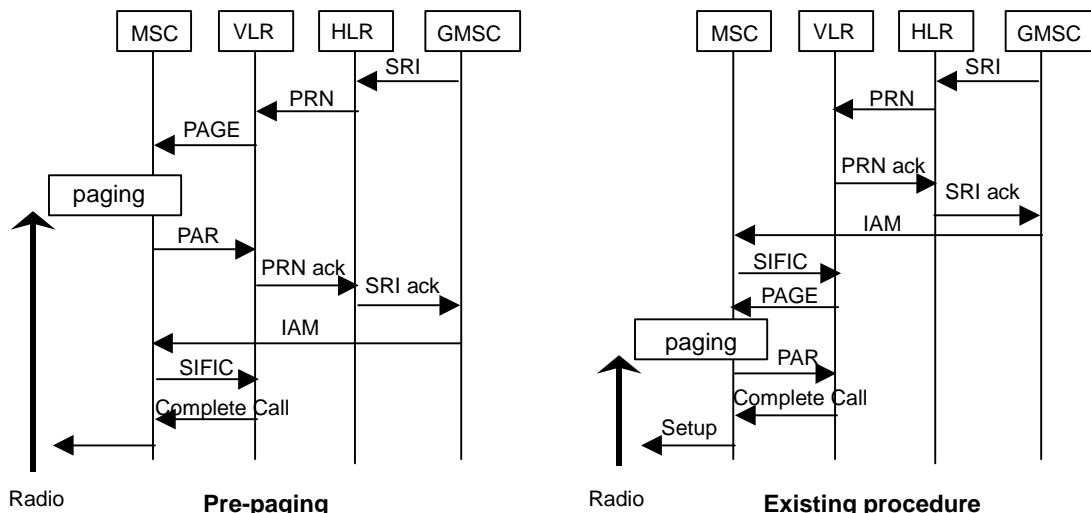 MSC VLR HLR GMSC
SRI
PRN
PAGE
paging
PAR
PRN ack
SRI ack
IAM
SIFIC
Complete Call
Radio
Pre-paging
MSC VLR HLR GMSC
SRI
PRN
PRN ack
SRI ack
IAM
SIFIC
PAGE
paging
PAR
Complete Call
Setup
Radio
Existing procedure